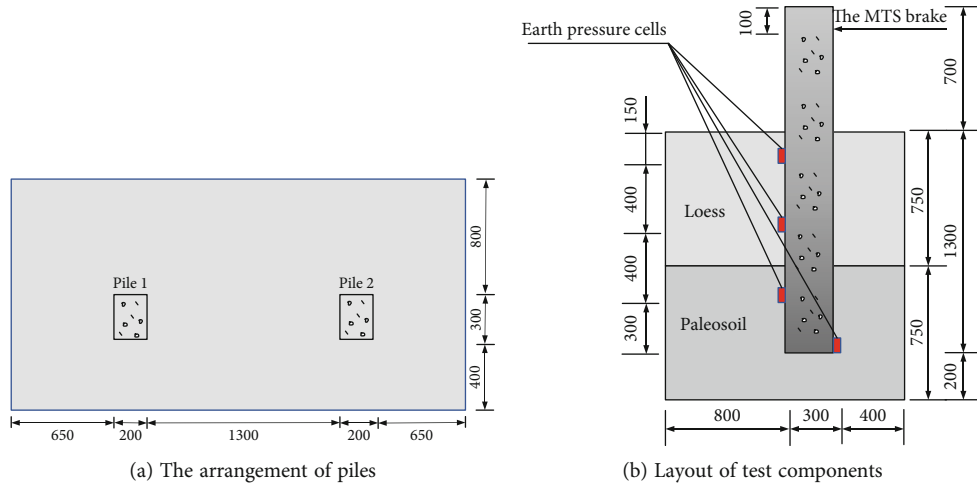 Pile 1
Pile 2
800
300
400
650
200
1300
200
650
(a) The arrangement of piles
Earth pressure cells
100
The MTS brake
700
150
400
Loess
750
1300
400
Paleosoil
300
750
200
800
300
400
(b) Layout of test components